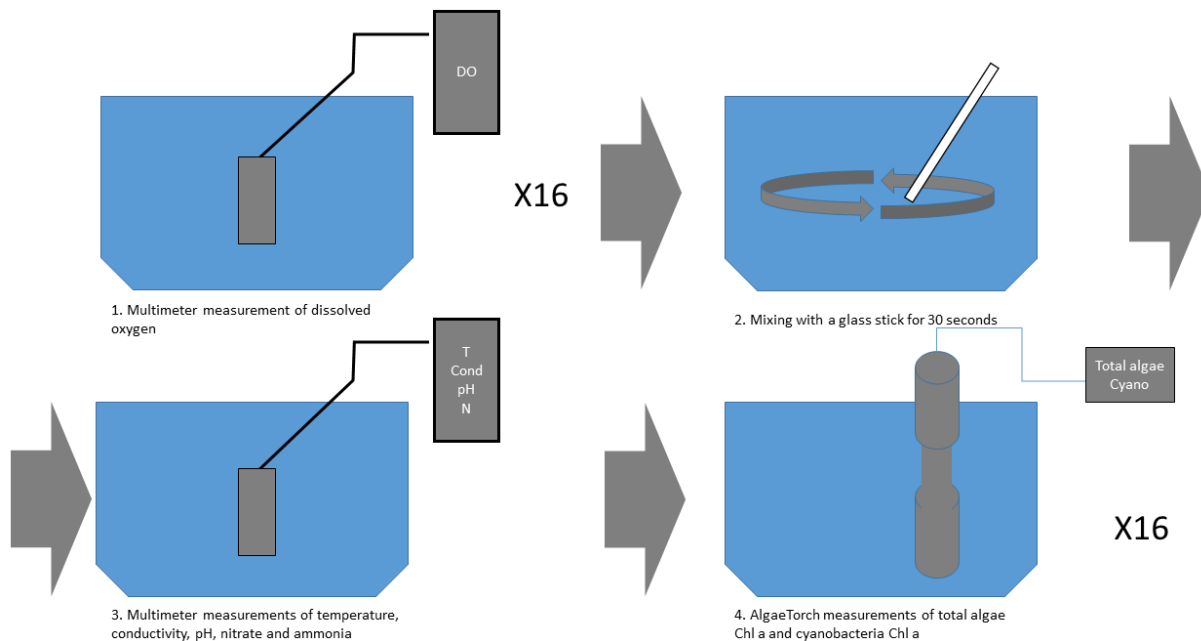 DO
X16
1. Multimeter measurement of dissolved
oxygen
2. Mixing with a glass stick for 30 seconds
T
Cond
pH
N
3. Multimeter measurements of temperature,
conductivity, pH, nitrate and ammonia
Total algae
Cyano
X16
4. AlgaeTorch measurements of total algae
Chl a and cyanobacteria Chl a